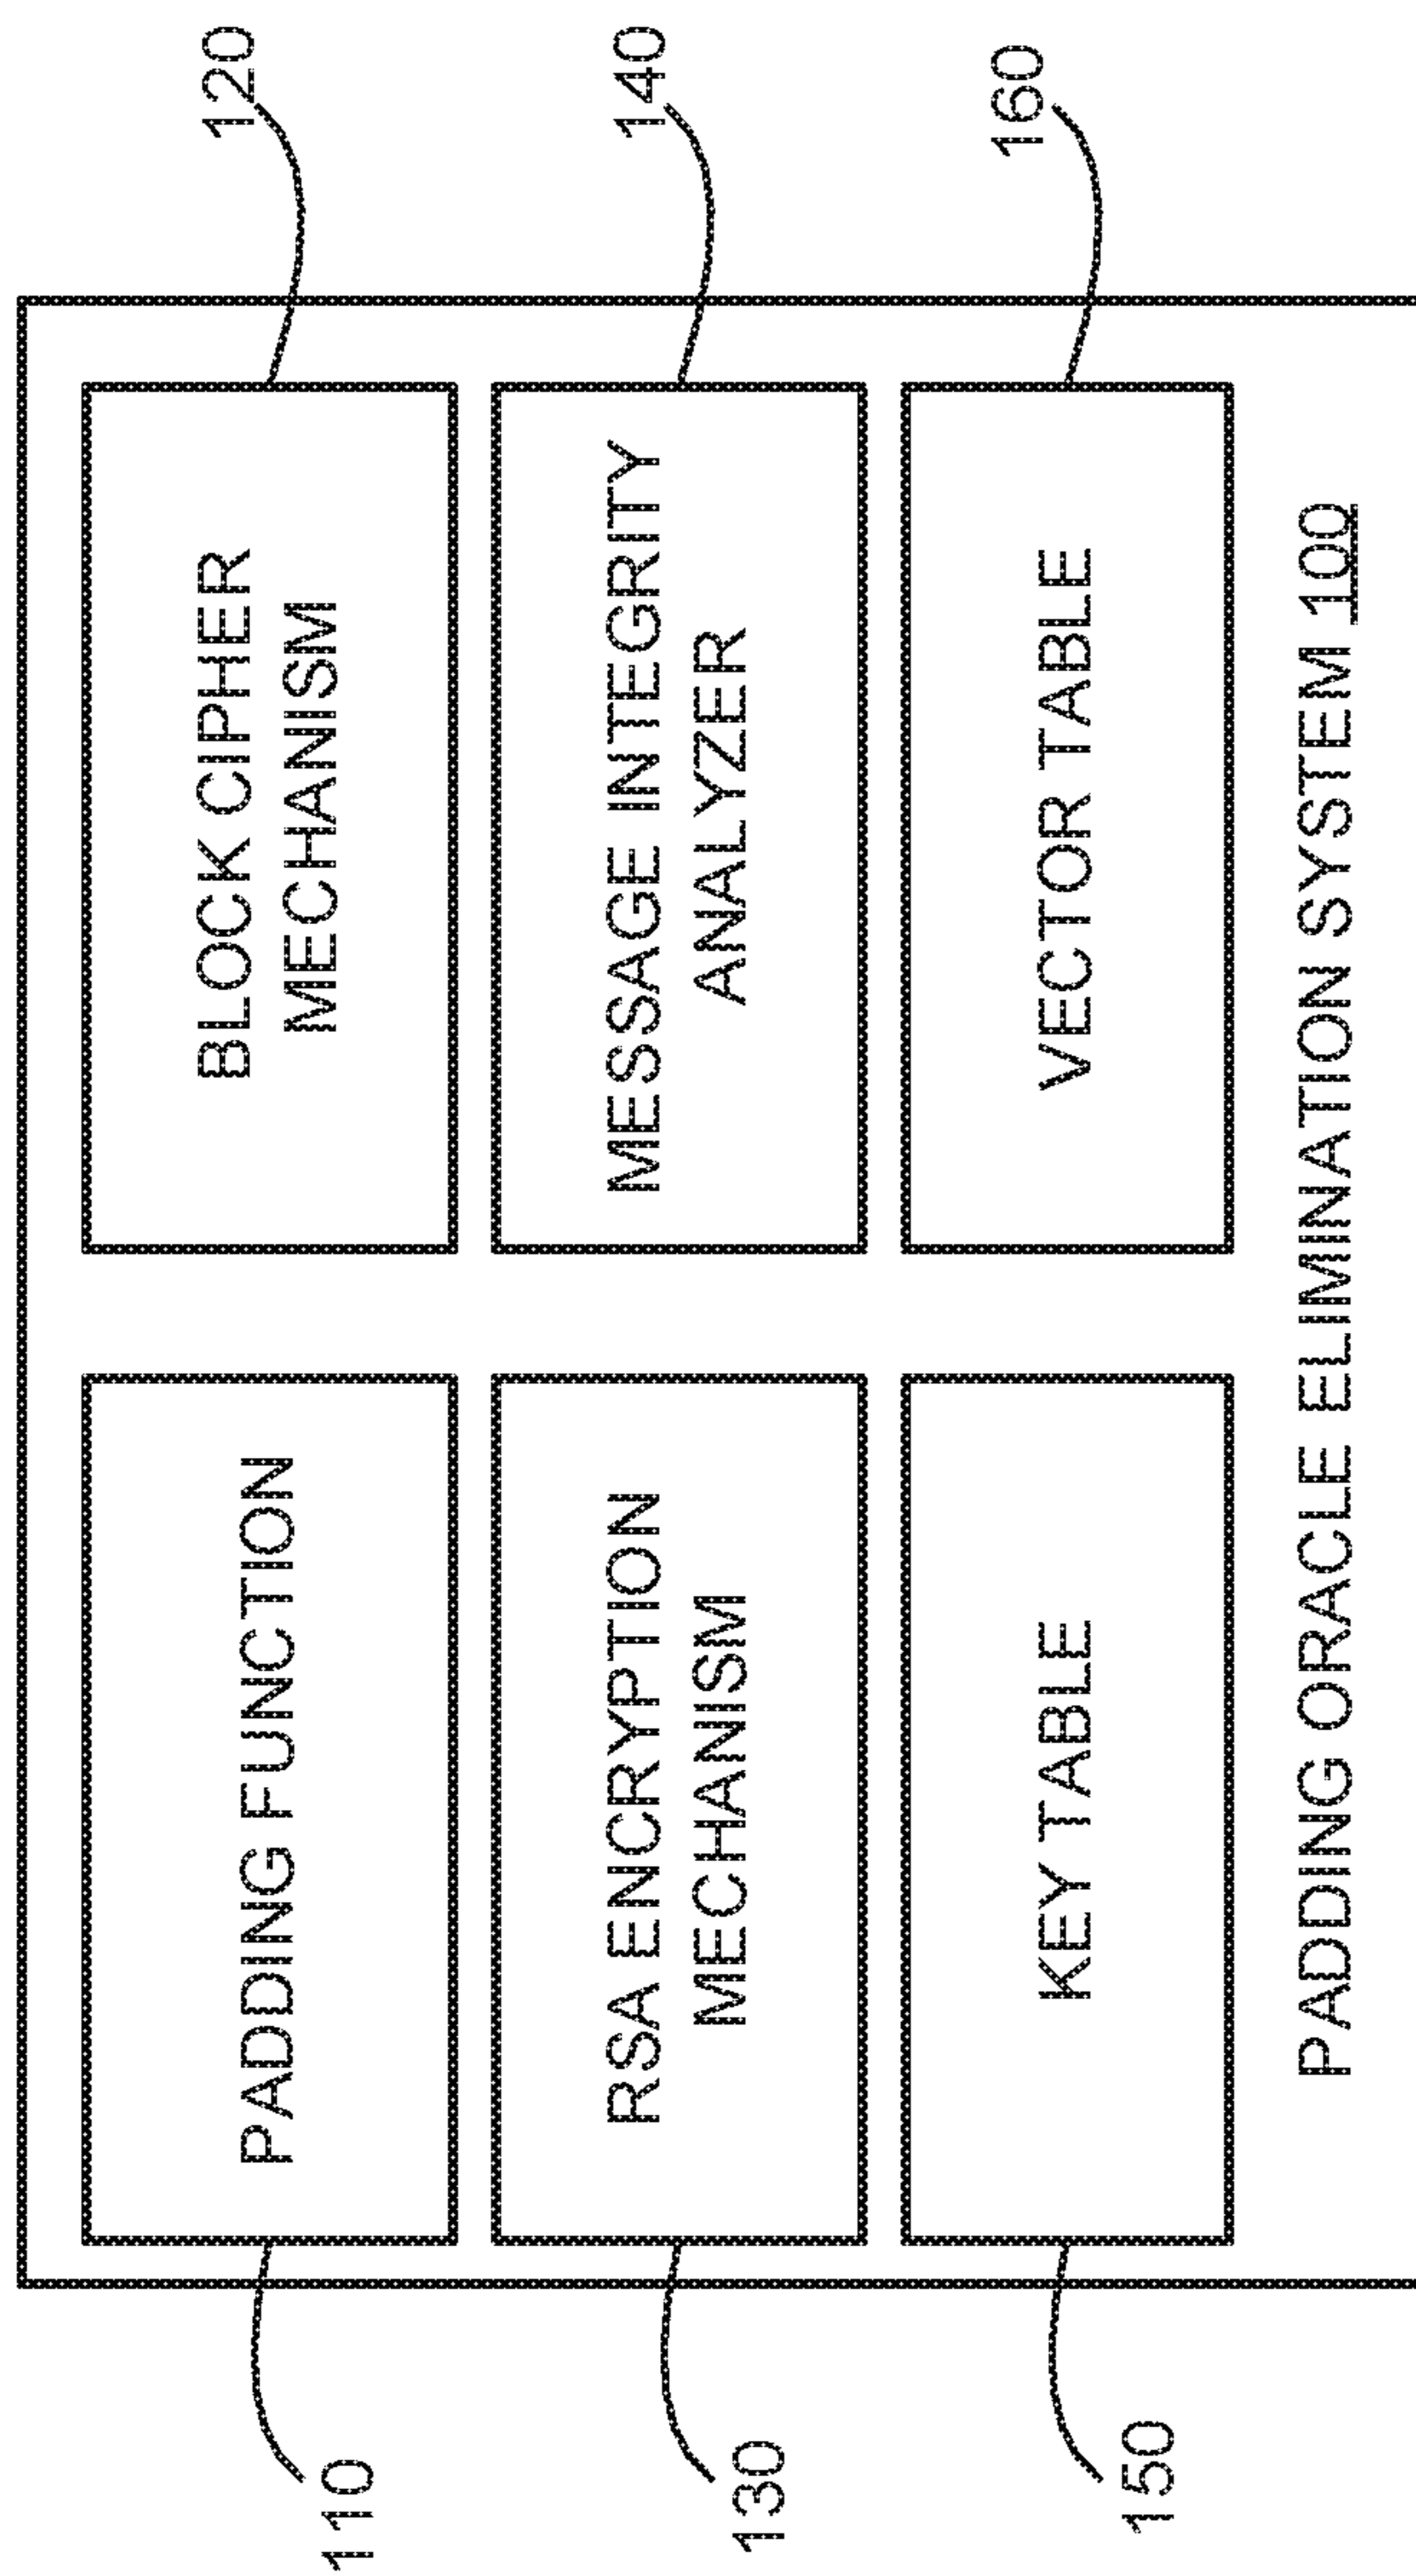 110
PADDING FUNCTION
BLOCK CIPHER
MECHANISM
120
130
RSA ENCRYPTION
MECHANISM
MESSAGE INTEGRITY
ANALYZER
140
150
KEY TABLE
VECTOR TABLE
160
PADDING ORACLE ELIMINATION SYSTEM 100